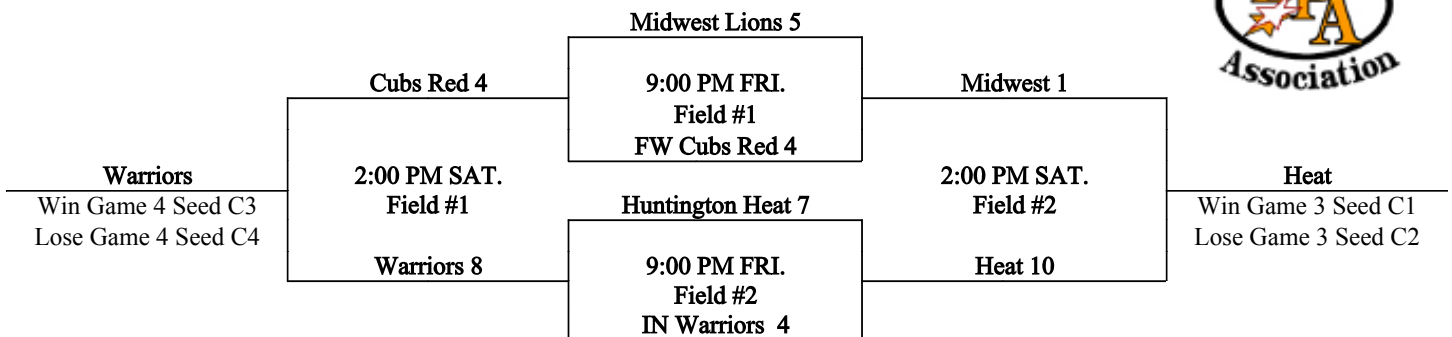 Midwest Lions 5
Association
Cubs Red 4
9:00 PM FRI.
Midwest 1
Field #1
FW Cubs Red 4
Warriors
2:00 PM SAT.
2:00 PM SAT.
Heat
Win Game 4 Seed C3
Field #1
Huntington Heat 7
Field #2
Win Game 3 Seed C1
Lose Game 4 Seed C4
Lose Game 3 Seed C2
Warriors 8
9:00 PM FRI.
Heat 10
Field #2
IN Warriors 4